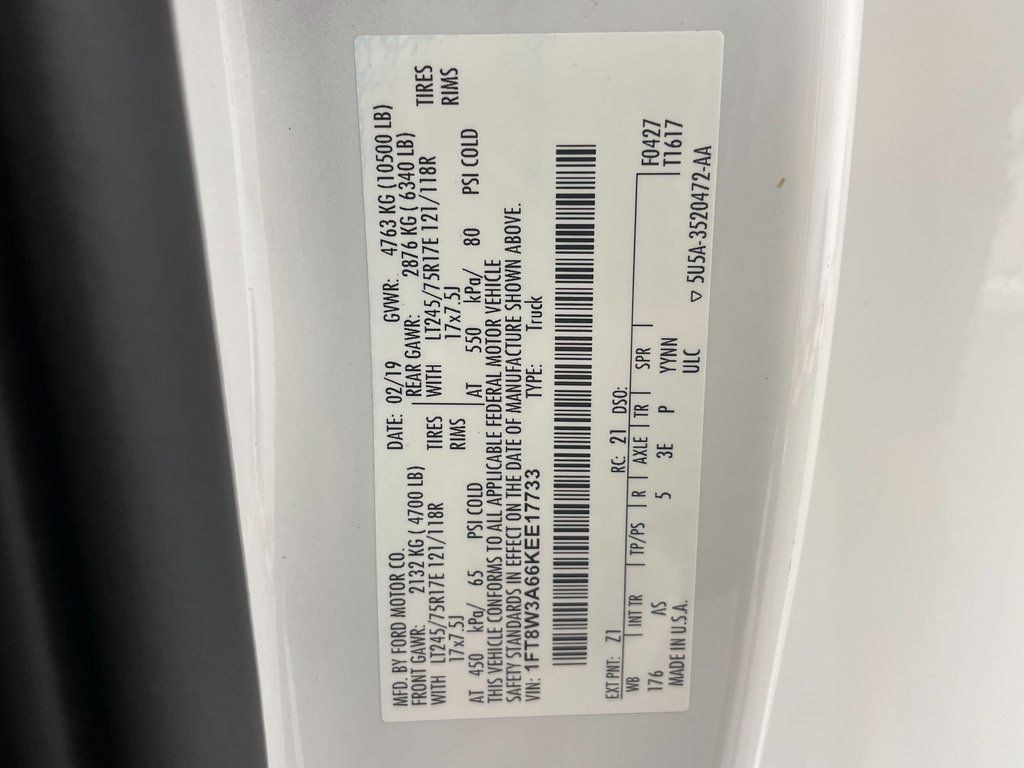 MFD. BY FORD MOTOR CO.
DATE: 02/19 GVWR: 4763 KG (10500 LB)
FRONT GAWR: 2132 KG ( 4700 LB) REAR GAWR: 2876 KG ( 6340 LB)
WITH LT245/75R17E 121/118R TIRES WITH LT245/75R17E 121/118R TIRES
17x7.5J RIMS 17x7.5J RIMS
AT 450 kPa/ 65 PSI COLD AT 550 kPa/ 80 PSI COLD
THIS VEHICLE CONFORMS TO ALL APPLICABLE FEDERAL MOTOR VEHICLE
SAFETY STANDARDS IN EFFECT ON THE DATE OF MANUFACTURE SHOWN ABOVE.
VIN: 1FT8W3A66KEE17733 TYPE: Truck
EXT PNT: Z1 RC: 21 DSO: F0427
WB INT TR TP/PS R AXLE TR SPR T1617
176 AS 5 3E P YYNN
MADE IN U.S.A. ULC ▽ 5U5A-3520472-AA